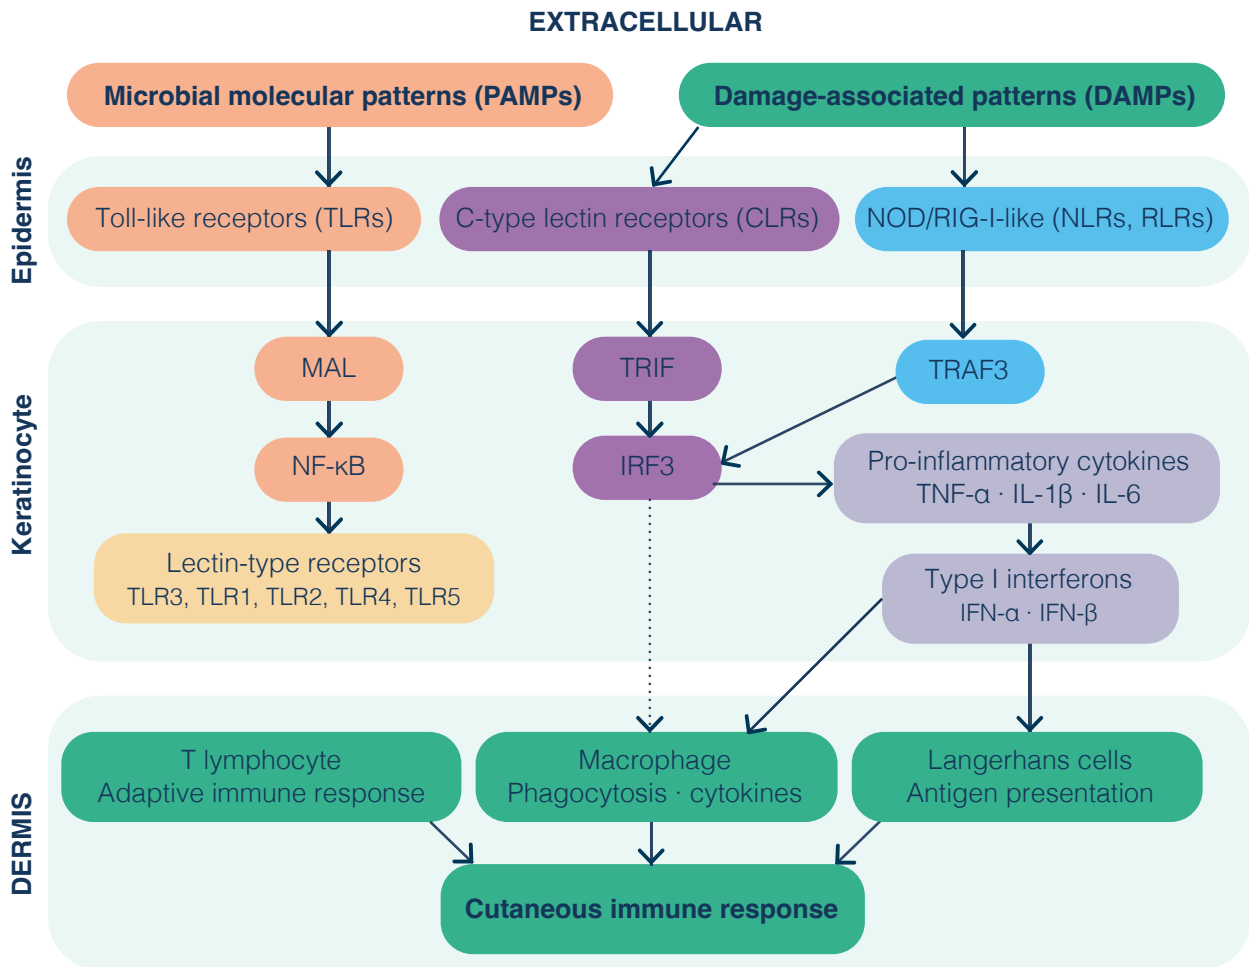 EXTRACELLULAR
Microbial molecular patterns (PAMPs)
Damage-associated patterns (DAMPs)
Epidermis
Toll-like receptors (TLRs)
C-type lectin receptors (CLRs)
NOD/RIG-I-like (NLRs, RLRs)
Keratinocyte
MAL
TRIF
TRAF3
NF-κB
IRF3
Pro-inflammatory cytokines
TNF-α · IL-1β · IL-6
Lectin-type receptors
TLR3, TLR1, TLR2, TLR4, TLR5
Type I interferons
IFN-α · IFN-β
DERMIS
T lymphocyte
Adaptive immune response
Macrophage
Phagocytosis · cytokines
Langerhans cells
Antigen presentation
Cutaneous immune response